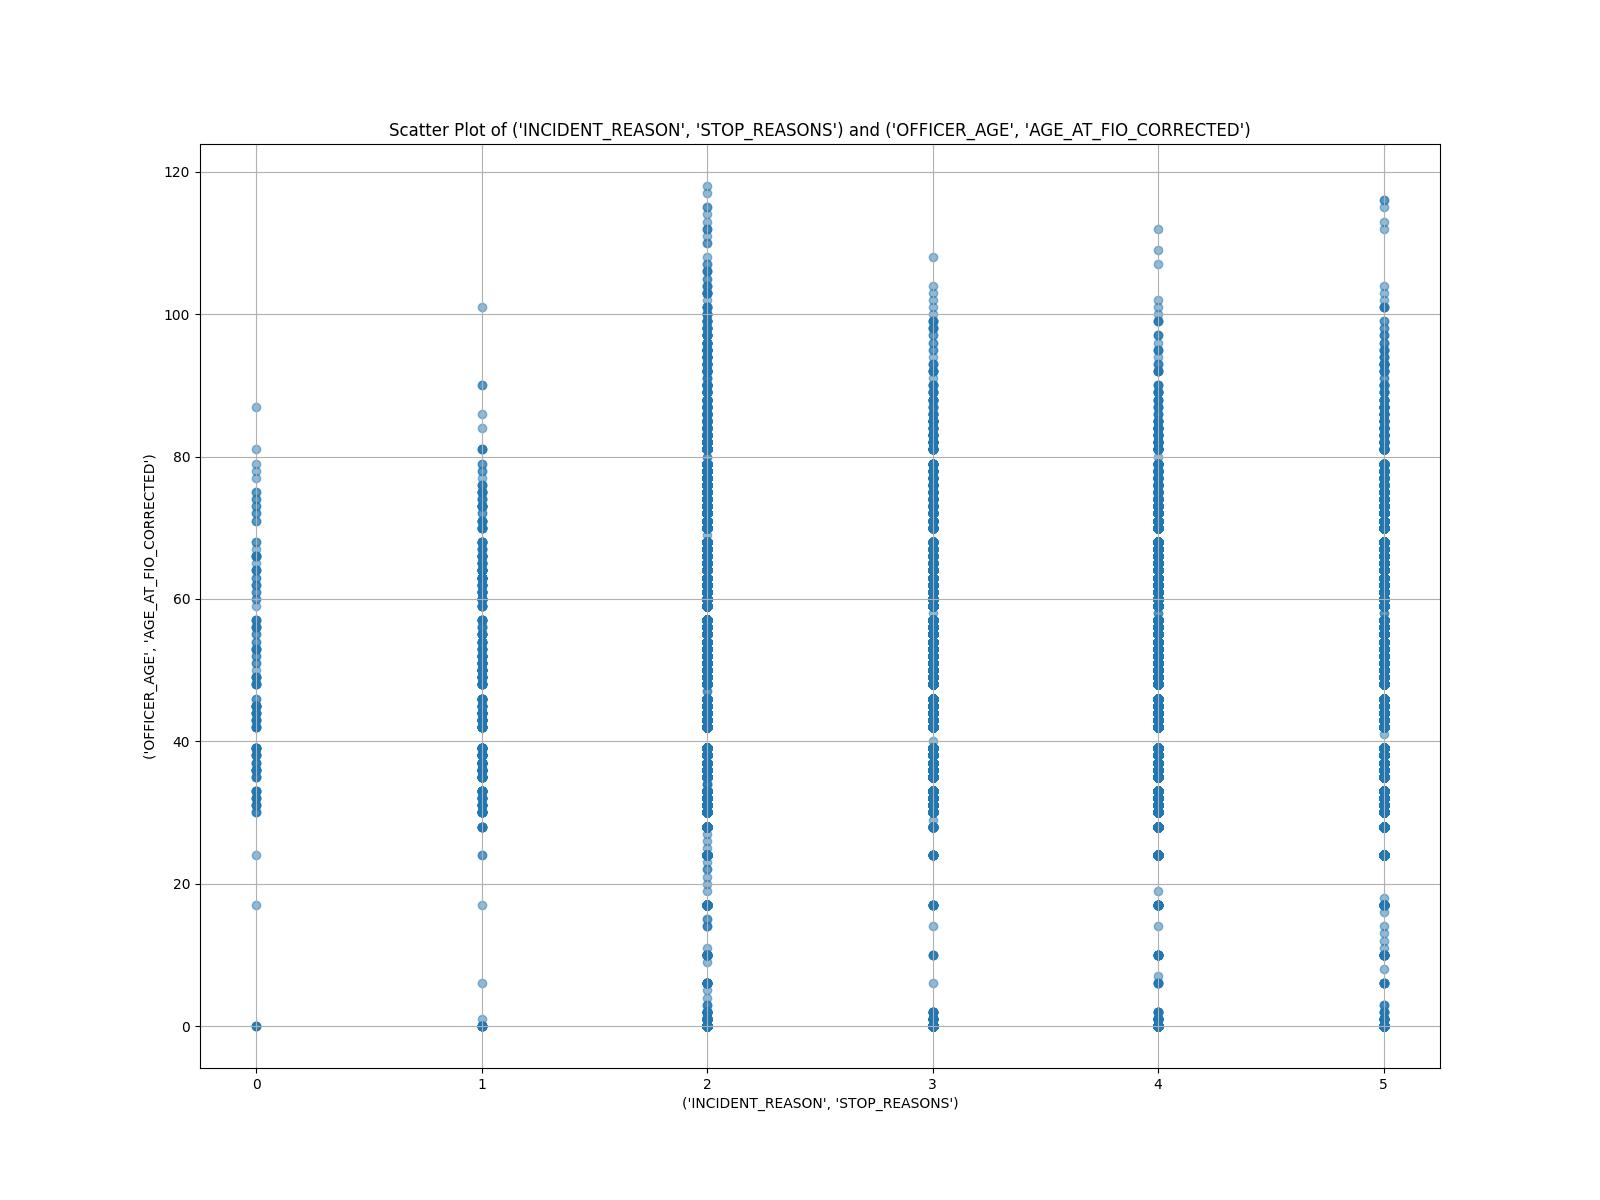 Scatter Plot of ('INCIDENT_REASON', 'STOP_REASONS') and ('OFFICER_AGE', 'AGE_AT_FIO_CORRECTED')
('OFFICER_AGE', 'AGE_AT_FIO_CORRECTED')
120
100
80
60
40
20
0
0 1 2 3 4 5
('INCIDENT_REASON', 'STOP_REASONS')